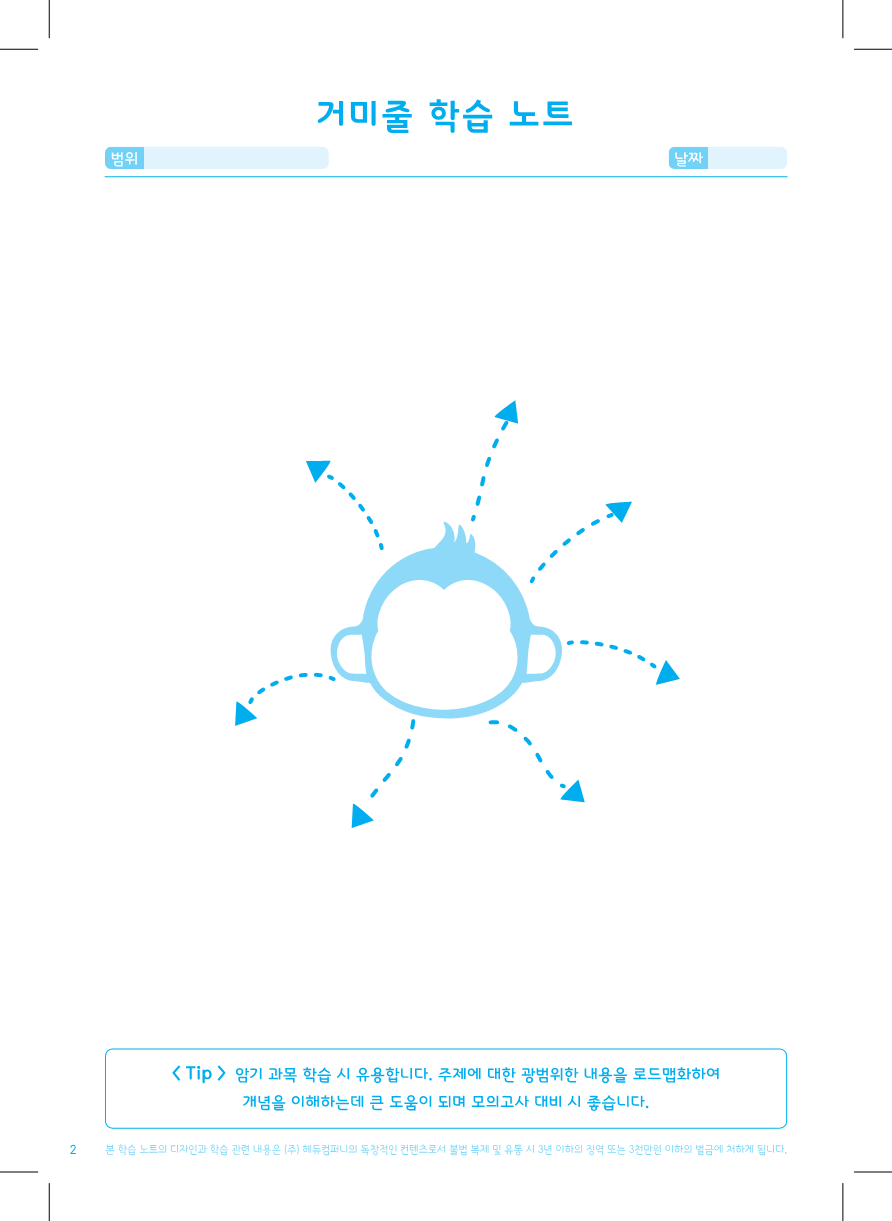 거미줄 학습 노트
범위
날짜
< Tip > 암기 과목 학습 시 유용합니다. 주제에 대한 광범위한 내용을 로드맵화하여
개념을 이해하는데 큰 도움이 되며 모의고사 대비 시 좋습니다.
2
본 학습 노트의 디자인과 학습 관련 내용은 (주) 헤듀컴퍼니의 독창적인 컨텐츠로서 불법 복제 및 유통 시 3년 이하의 징역 또는 3천만원 이하의 벌금에 처하게 됩니다.